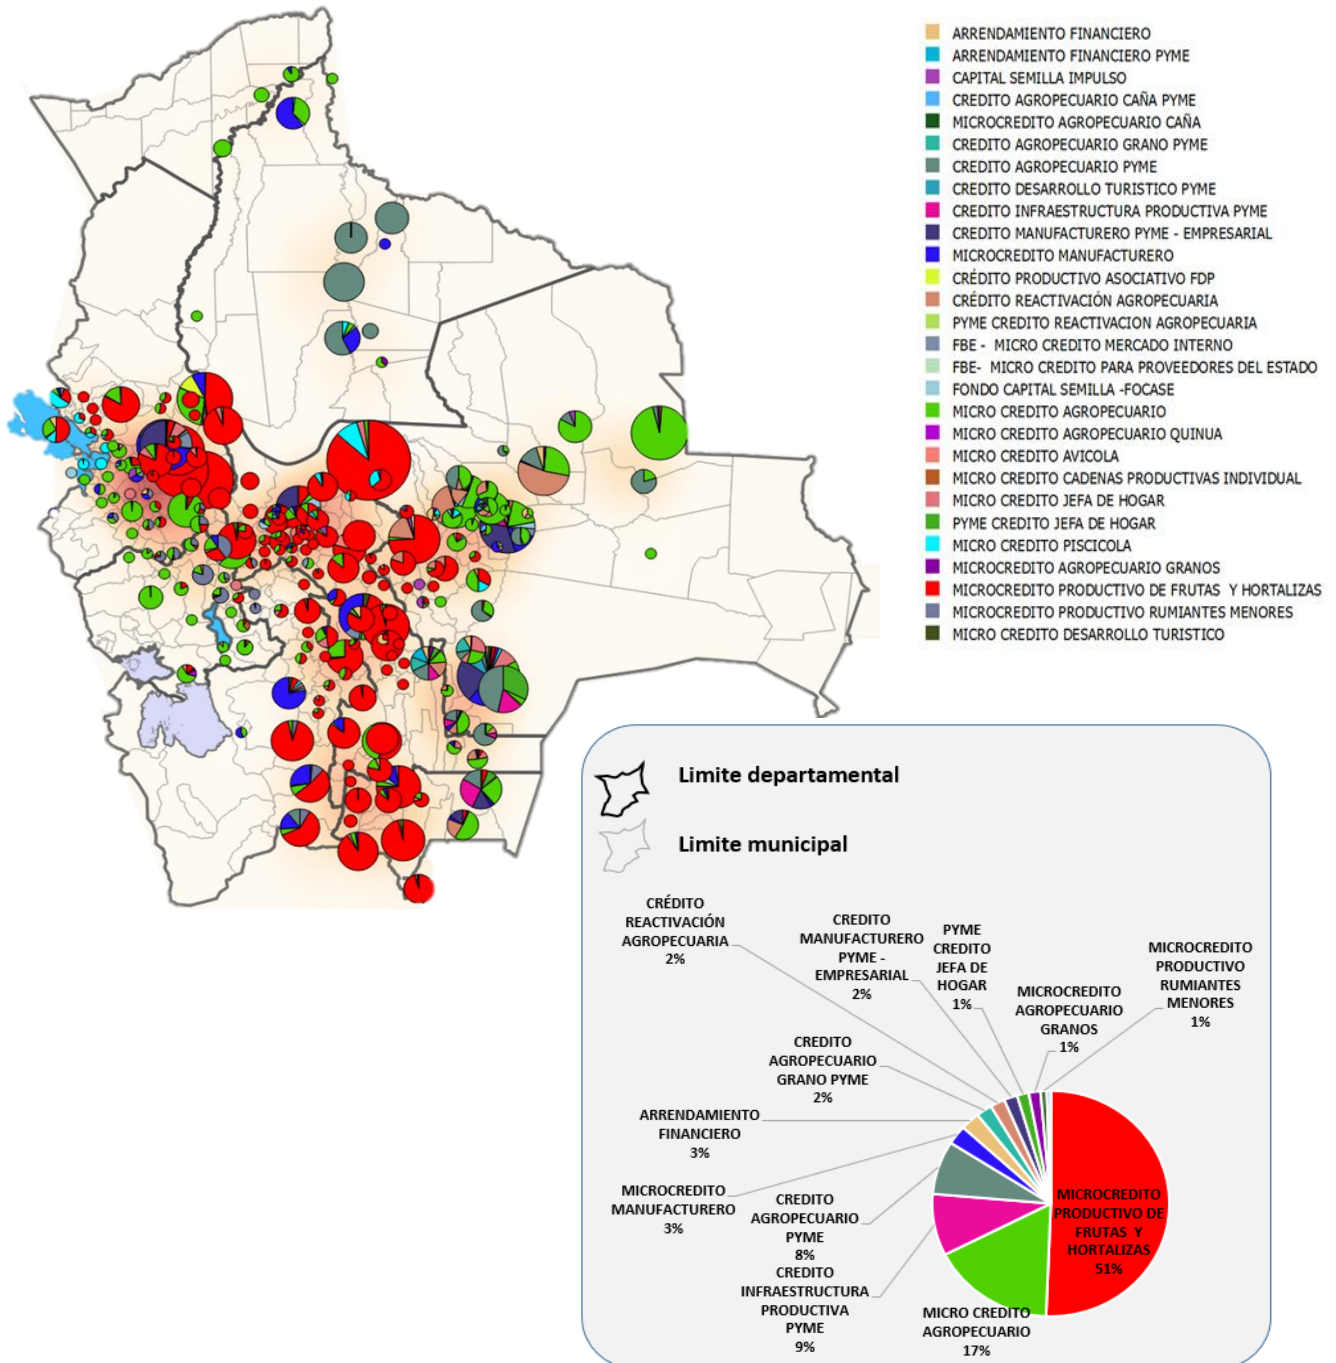 ARRENDAMIENTO FINANCIERO
ARRENDAMIENTO FINANCIERO PYME
CAPITAL SEMILLA IMPULSO
CREDITO AGROPECUARIO CAÑA PYME
MICROCREDITO AGROPECUARIO CAÑA
CREDITO AGROPECUARIO GRANO PYME
CREDITO AGROPECUARIO PYME
CREDITO DESARROLLO TURISTICO PYME
CREDITO INFRAESTRUCTURA PRODUCTIVA PYME
CREDITO MANUFACTURERO PYME - EMPRESARIAL
MICROCREDITO MANUFACTURERO
CRÉDITO PRODUCTIVO ASOCIATIVO FDP
CRÉDITO REACTIVACIÓN AGROPECUARIA
PYME CREDITO REACTIVACION AGROPECUARIA
FBE - MICRO CREDITO MERCADO INTERNO
FBE- MICRO CREDITO PARA PROVEEDORES DEL ESTADO
FONDO CAPITAL SEMILLA -FOCASE
MICRO CREDITO AGROPECUARIO
MICRO CREDITO AGROPECUARIO QUINUA
MICRO CREDITO AVICOLA
MICRO CREDITO CADENAS PRODUCTIVAS INDIVIDUAL
MICRO CREDITO JEFA DE HOGAR
PYME CREDITO JEFA DE HOGAR
MICRO CREDITO PISCICOLA
MICROCREDITO AGROPECUARIO GRANOS
MICROCREDITO PRODUCTIVO DE FRUTAS Y HORTALIZAS
MICROCREDITO PRODUCTIVO RUMIANTES MENORES
MICRO CREDITO DESARROLLO TURISTICO
Limite departamental
Limite municipal
CRÉDITO
REACTIVACIÓN
AGROPECUARIA
2%
CREDITO
MANUFACTURERO
PYME -
EMPRESARIAL
2%
PYME
CREDITO
JEFA DE
HOGAR
1%
MICROCREDITO
AGROPECUARIO
GRANOS
1%
MICROCREDITO
PRODUCTIVO
RUMIANTES
MENORES
1%
CREDITO
AGROPECUARIO
GRANO PYME
2%
ARRENDAMIENTO
FINANCIERO
3%
MICROCREDITO
MANUFACTURERO
3%
CREDITO
AGROPECUARIO
PYME
8%
CREDITO
INFRAESTRUCTURA
PRODUCTIVA
PYME
9%
MICRO CREDITO
AGROPECUARIO
17%
MICROCREDITO
PRODUCTIVO DE
FRUTAS Y
HORTALIZAS
51%